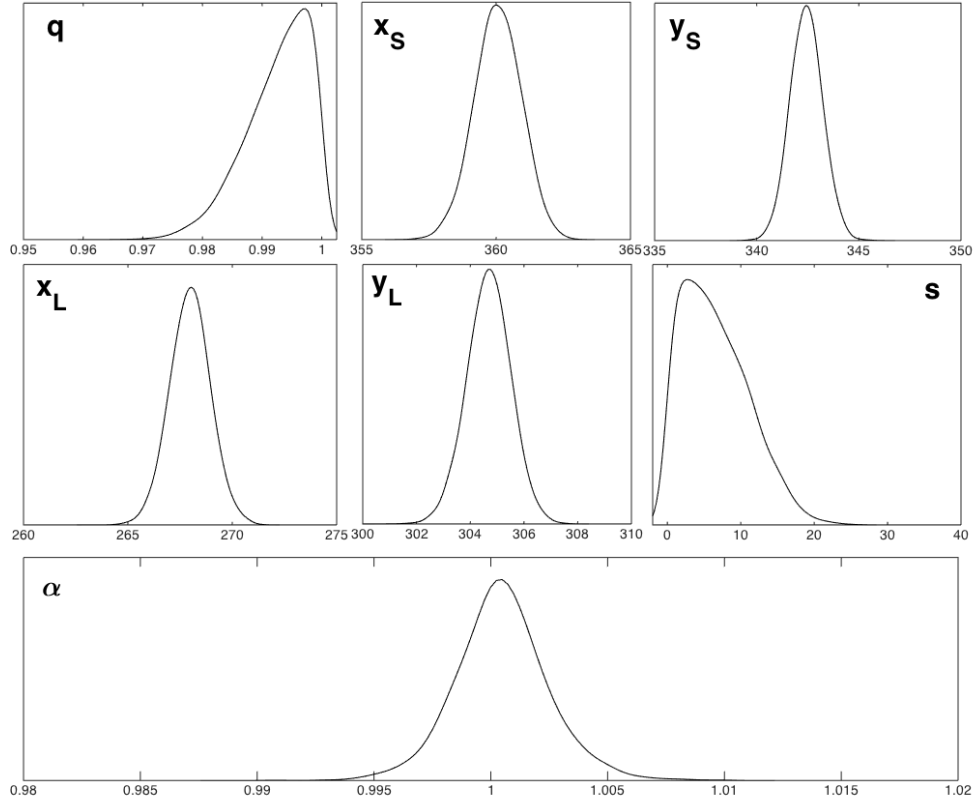 q
x_S
y_S
0.95 0.96 0.97 0.98 0.99 1
355 360 365
335 340 345 350
x_L
y_L
s
260 265 270 275
300 302 304 306 308 310
0 10 20 30 40
α
0.98 0.985 0.99 0.995 1 1.005 1.01 1.015 1.02